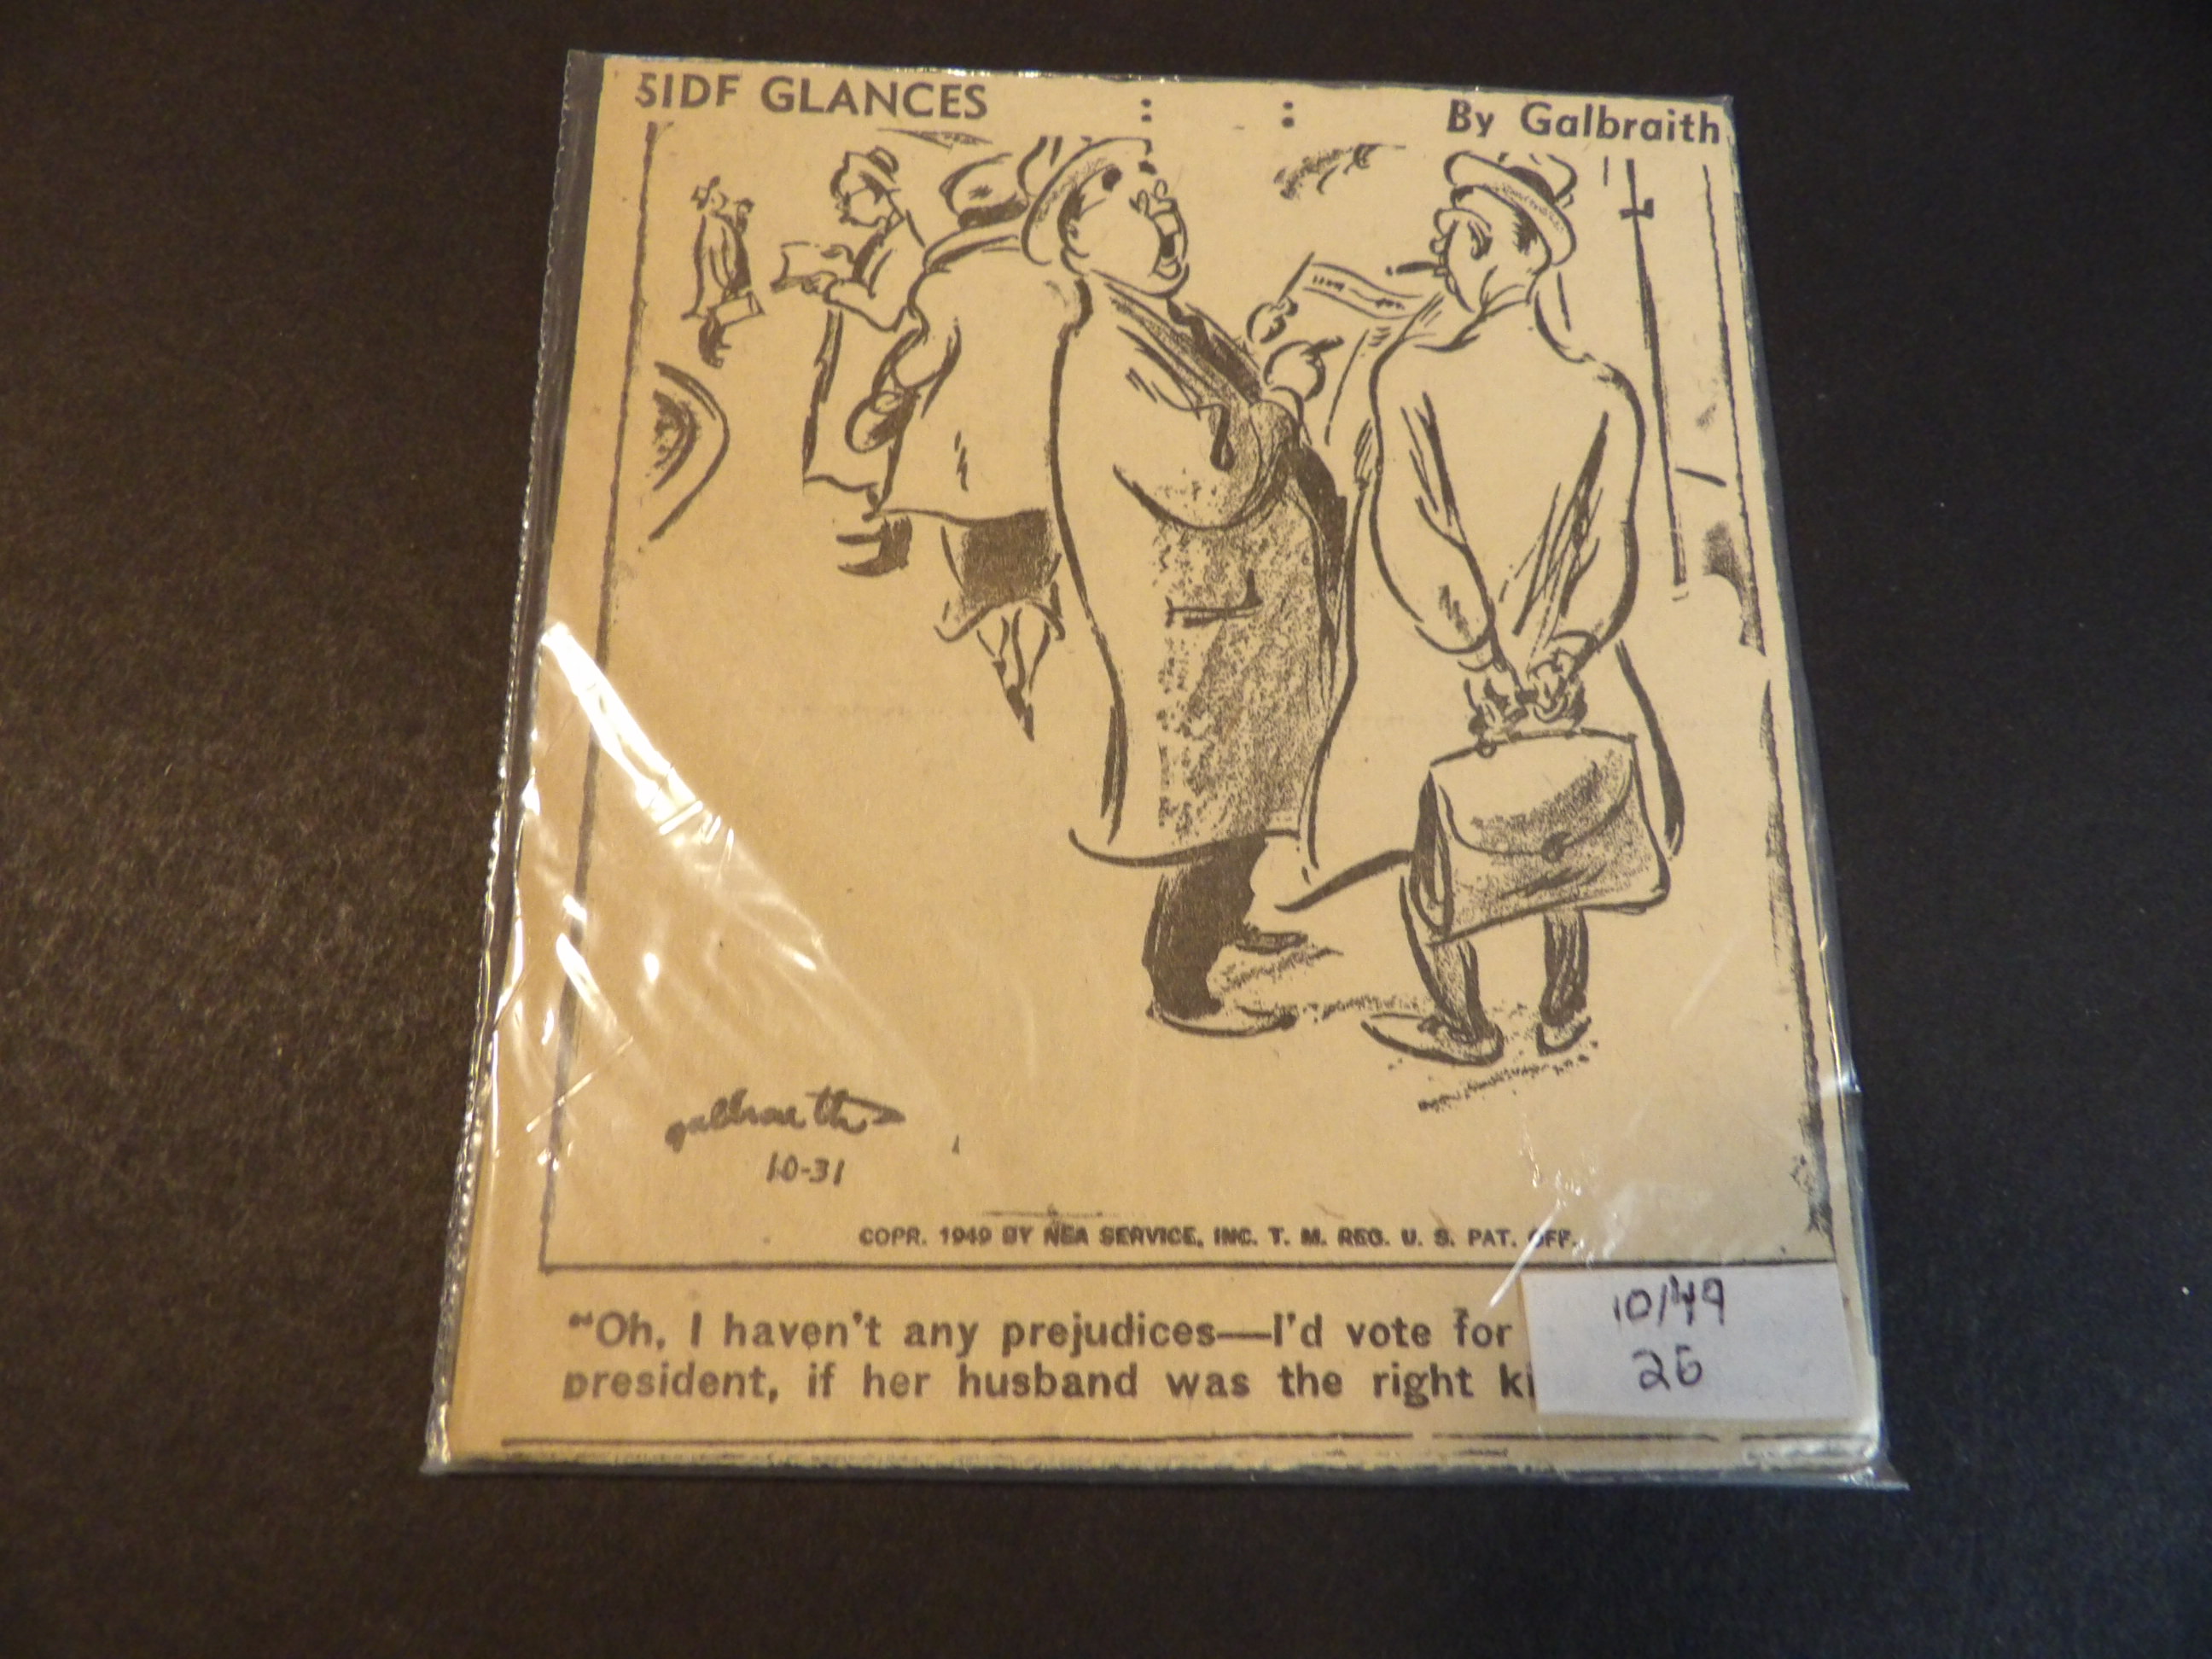 SIDE GLANCES : : By Galbraith
galbraith
10-31
COPR. 1949 BY NEA SERVICE, INC. T. M. REG. U. S. PAT. OFF.
"Oh, I haven't any prejudices—I'd vote for
president, if her husband was the right ki
10/49
26